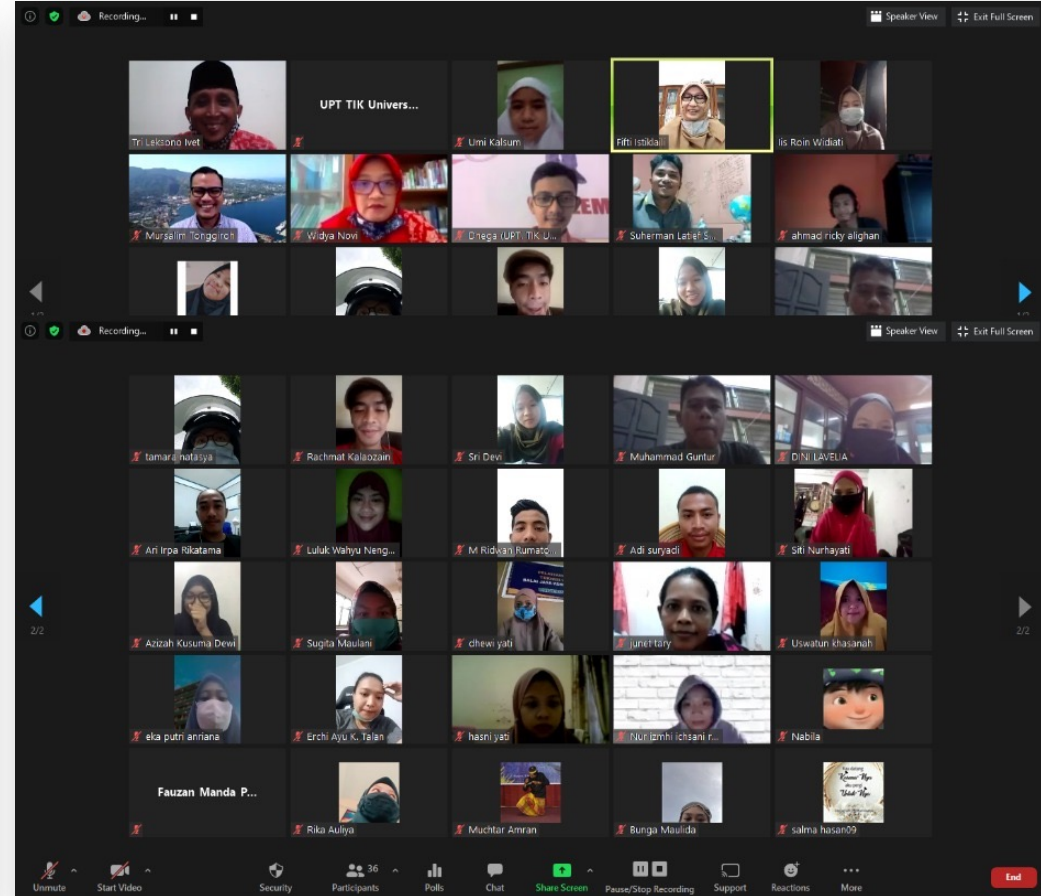 Recording...
Speaker View
Exit Full Screen
Tri Leksono Ivet
UPT TIK Univers...
Umi Kalsum
Fifti Istiklaili
Iis Roin Widiati
Mursalim Tonggiroh
Widya Novi
Dhega (UPT. TIK U...
Suherman Latief S...
ahmad ricky alighan
Recording...
Speaker View
Exit Full Screen
tamara natasya
Rachmat Kalaozain
Sri Devi
Muhammad Guntur
DINI LAVELIA
Ari Irpa Rikatama
Luluk Wahyu Neng...
M Ridwan Rumato...
Adi suryadi
Siti Nurhayati
Azizah Kusuma Dewi
Sugita Maulani
dhewi yati
junet tary
Uswatun khasanah
2/2
2/2
eka putri anriana
Erchi Ayu K. Talan
hasni yati
Nur izmhi ichsani r...
Nabila
Fauzan Manda P...
Rika Auliya
Muchtar Amran
Bunga Maulida
salma hasan09
Unmute
Start Video
Security
36
Participants
Polls
Chat
Share Screen
Pause/Stop Recording
Support
Reactions
More
End